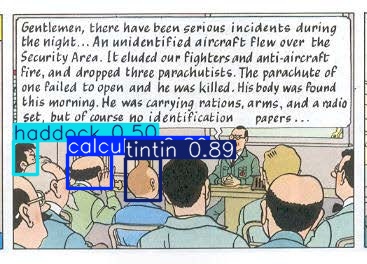 Gentlemen, there have been serious incidents during
the night... An unidentified aircraft flew over the
Security Area. It eluded our fighters and anti-aircraft
fire, and dropped three parachutists. The parachute of
one failed to open and he was killed. His body was found
this morning. He was carrying rations, arms, and a radio
set, but of course no identification papers...
haddock 0.50
calcu
tintin 0.89